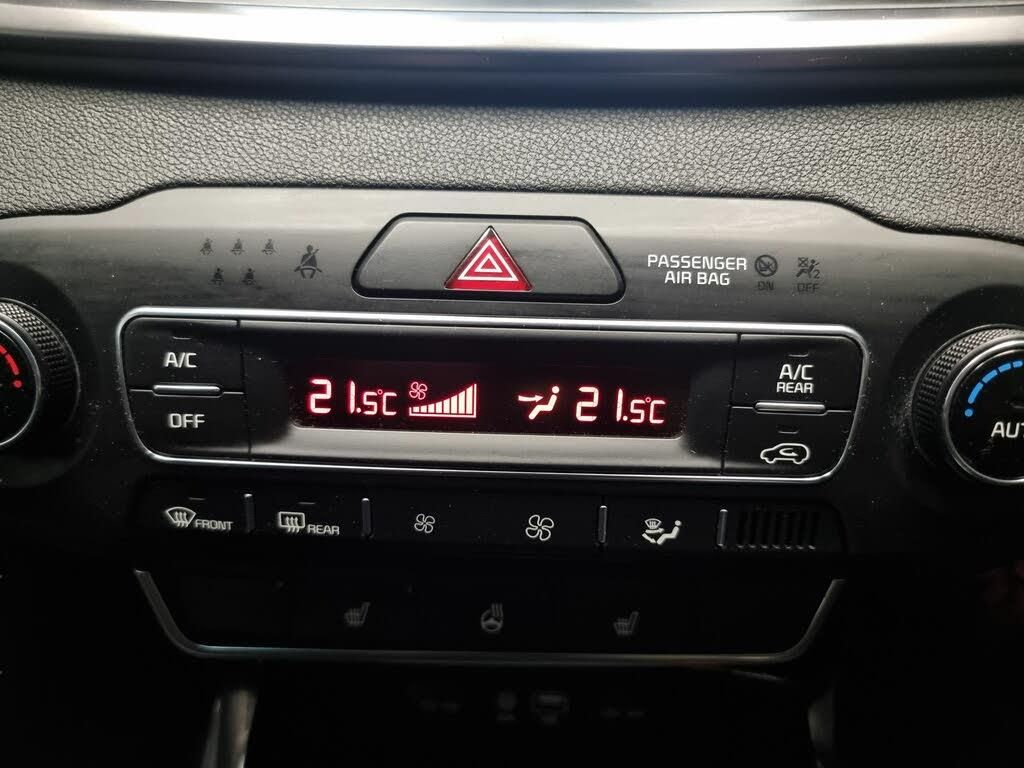 PASSENGER
AIR BAG
ON
OFF
A/C
OFF
21.5°C
21.5°C
A/C
REAR
AUT
FRONT
REAR